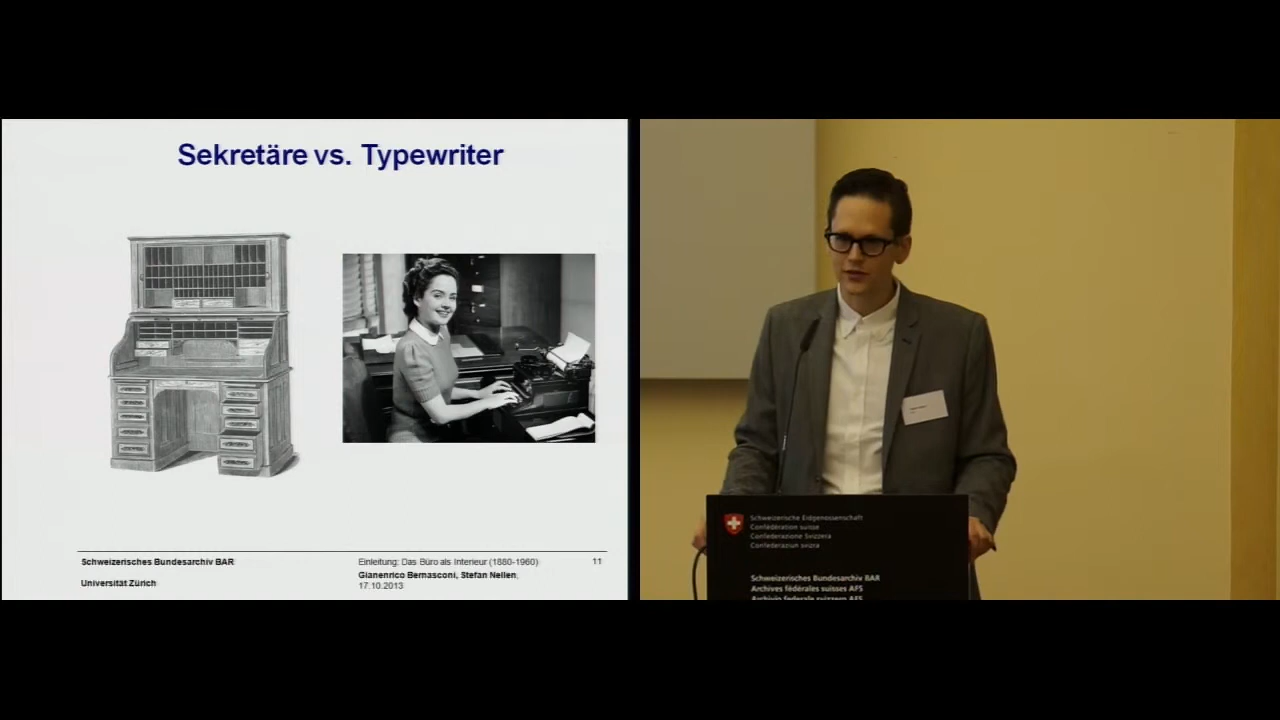 Sekretäre vs. Typewriter
Schweizerisches Bundesarchiv BAR
Universität Zürich
Einleitung: Das Büro als Interieur (1880-1960)
Gianenrico Bernasconi, Stefan Nellen,
17.10.2013
11
Schweizerische Eidgenossenschaft
Confédération suisse
Confederazione Svizzera
Confederaziun svizra
Schweizerisches Bundesarchiv BAR
Archives fédérales suisses AFS
Archivio federale svizzero AFS